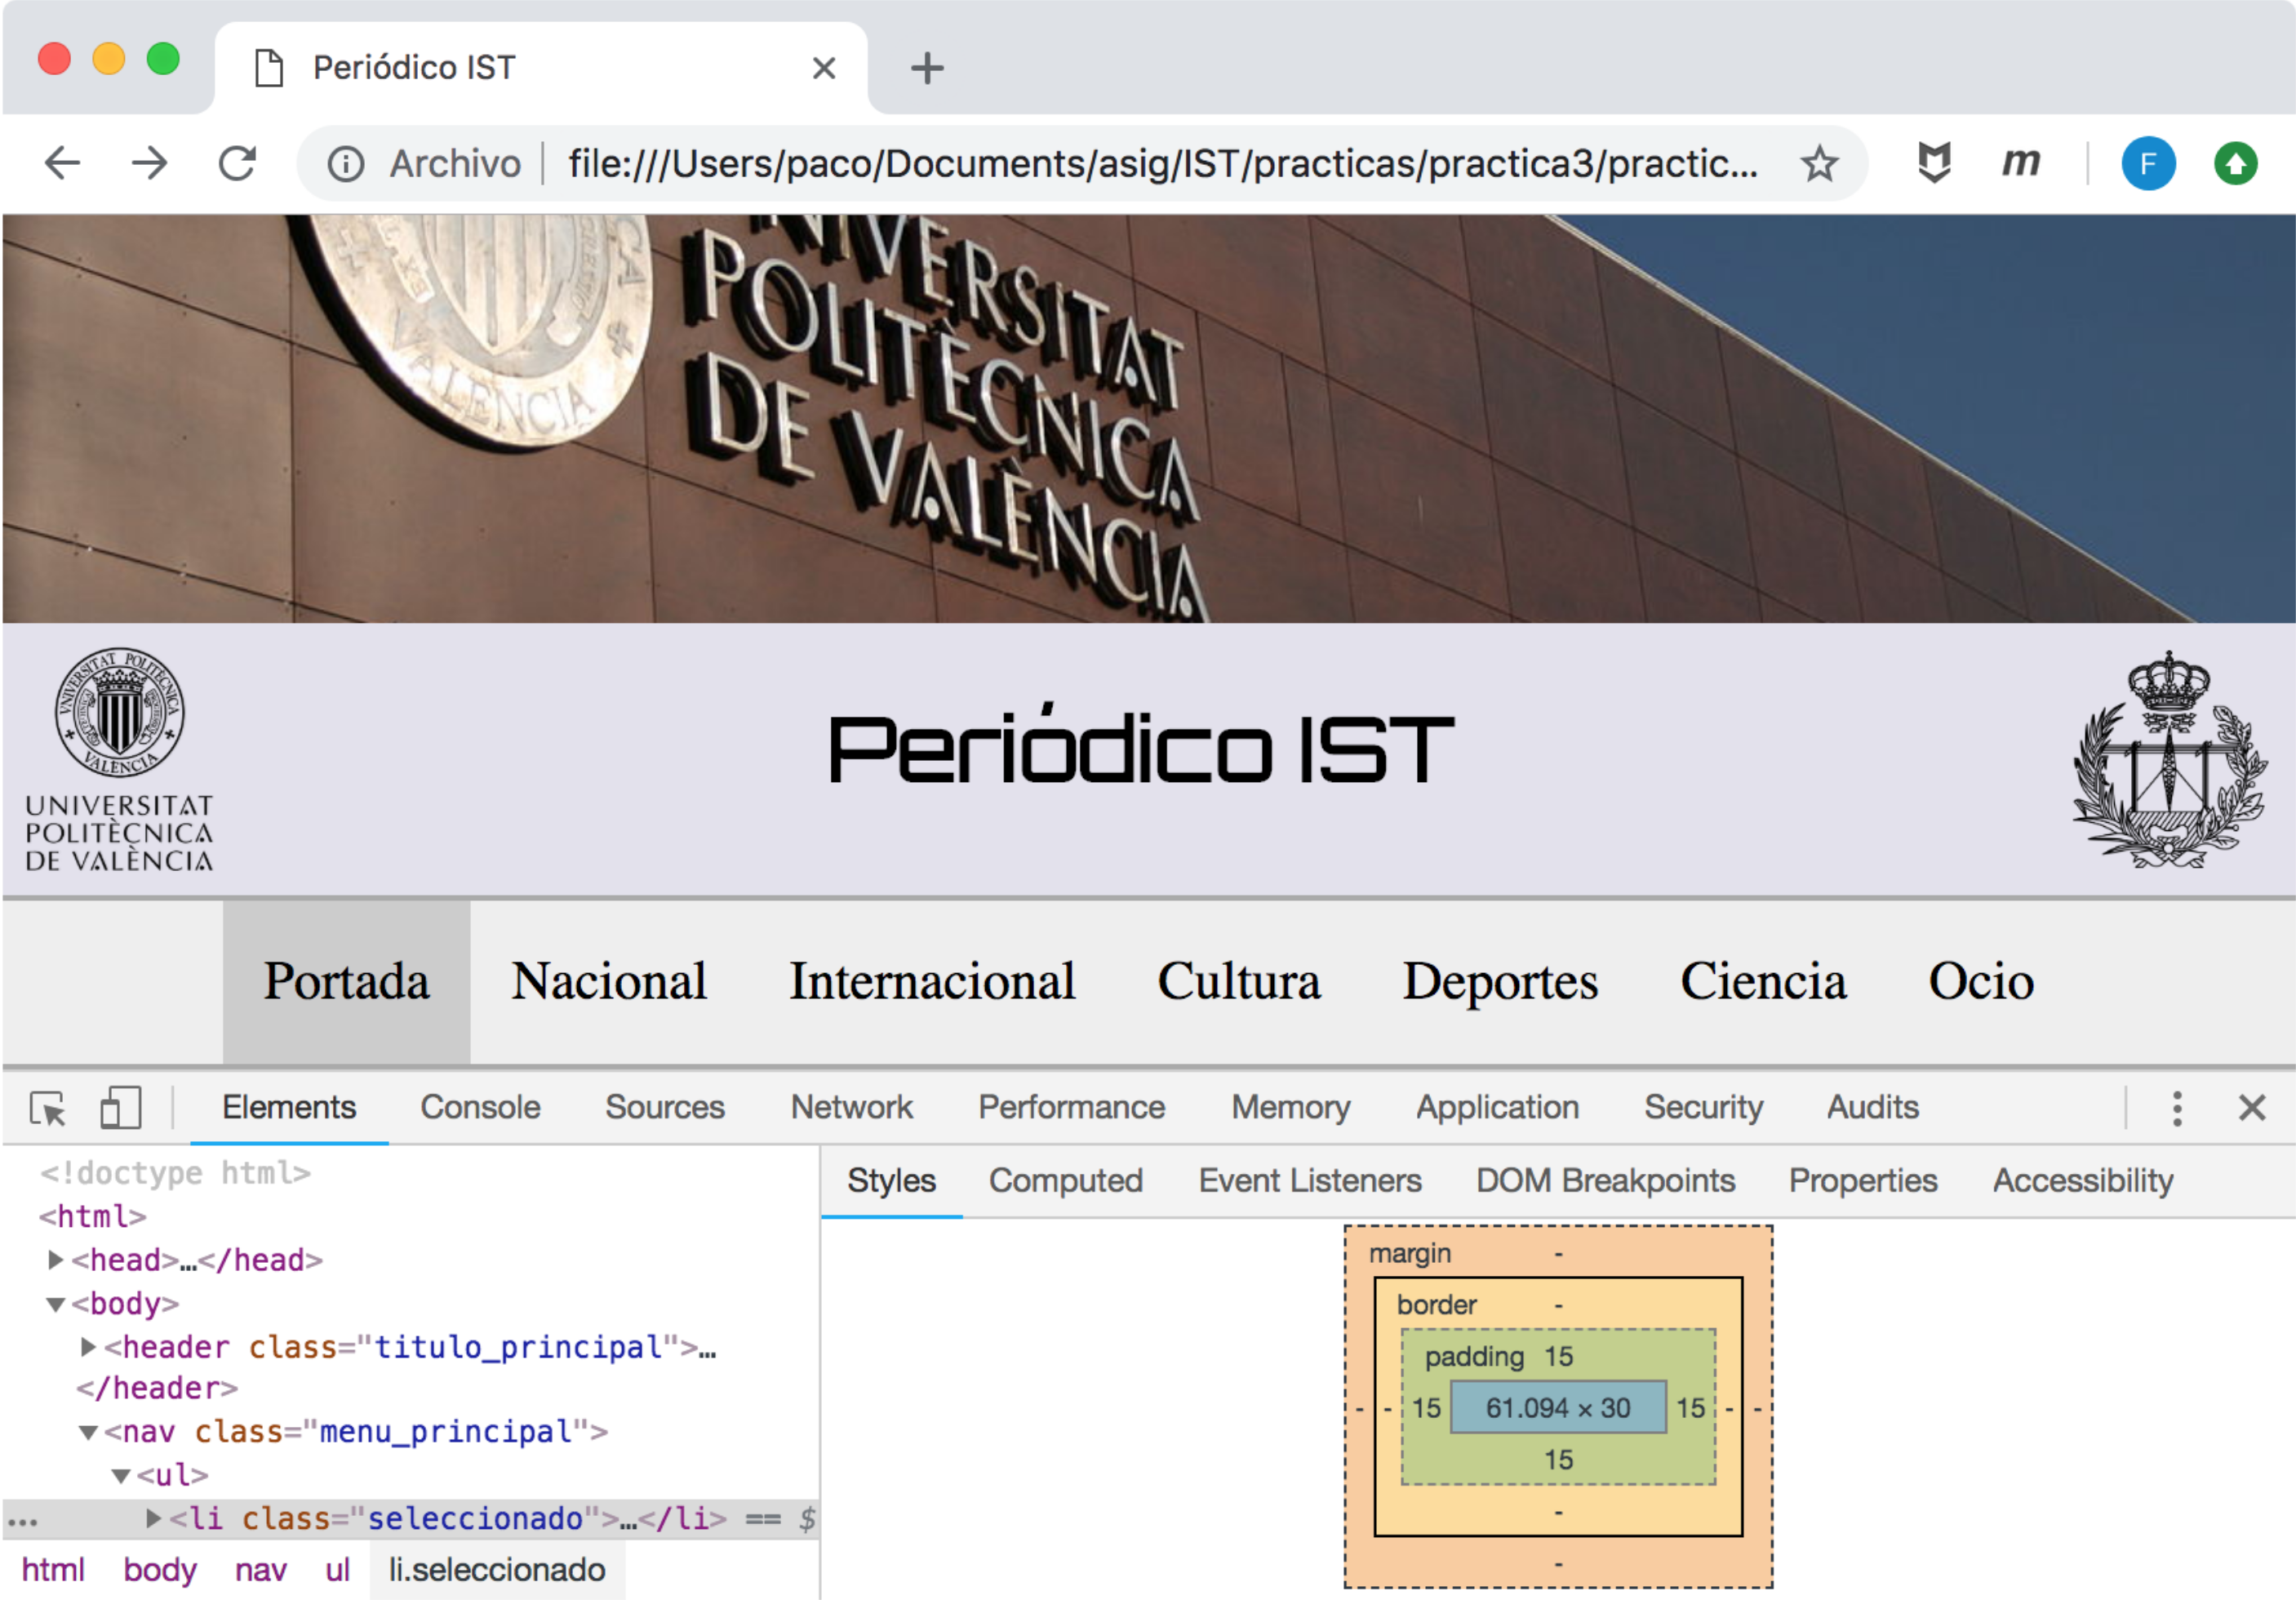 Periódico IST
Archivo file:///Users/paco/Documents/asig/IST/practicas/practica3/practic... m F
POLITÈCNICA
DE VALÈNCIA
VALENCIA
UNIVERSITAT POLITÈCNICA
VALÈNCIA
UNIVERSITAT
POLITÈCNICA
DE VALÈNCIA
Periódico IST
Portada Nacional Internacional Cultura Deportes Ciencia Ocio
Elements Console Sources Network Performance Memory Application Security Audits
<!doctype html>
<html>
<head>…</head>
<body>
<header class="titulo_principal">…
</header>
<nav class="menu_principal">
<ul>
... <li class="seleccionado">…</li> == $
html body nav ul li.seleccionado
Styles Computed Event Listeners DOM Breakpoints Properties Accessibility
margin -
border -
padding 15
- - 15 61.094 × 30 15 - -
15
-
-